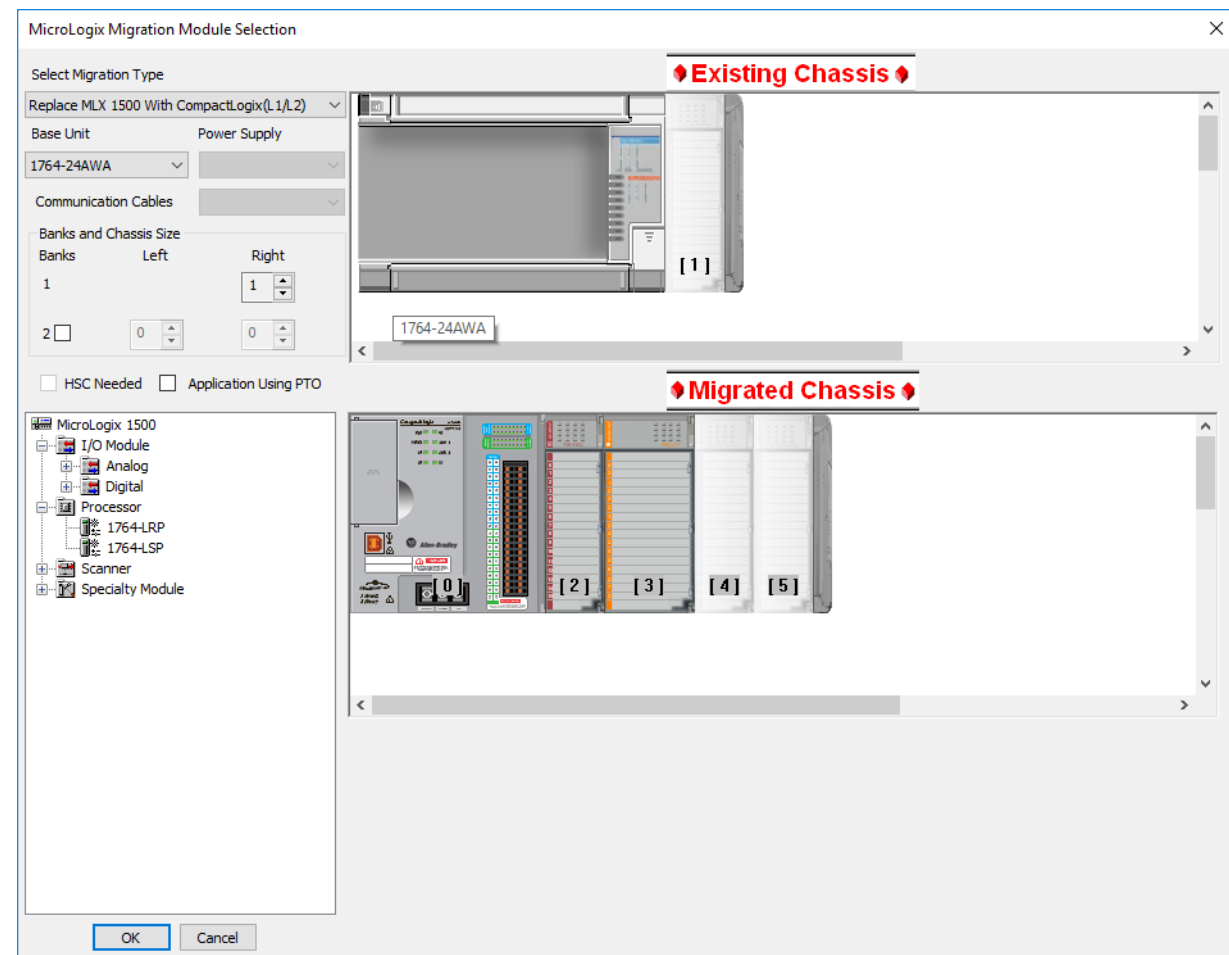 MicroLogix Migration Module Selection
Select Migration Type
Existing Chassis
Replace MLX 1500 With CompactLogix(L1/L2)
Base Unit Power Supply
1764-24AWA
Communication Cables
Banks and Chassis Size
Banks Left Right
[1]
1 1
1764-24AWA
2 0 0
HSC Needed Application Using PTO
Migrated Chassis
MicroLogix 1500
I/O Module
Analog
Digital
Processor
1764-LRP
1764-LSP
Scanner
Specialty Module
Allen-Bradley
[0] [2] [3] [4] [5]
OK Cancel